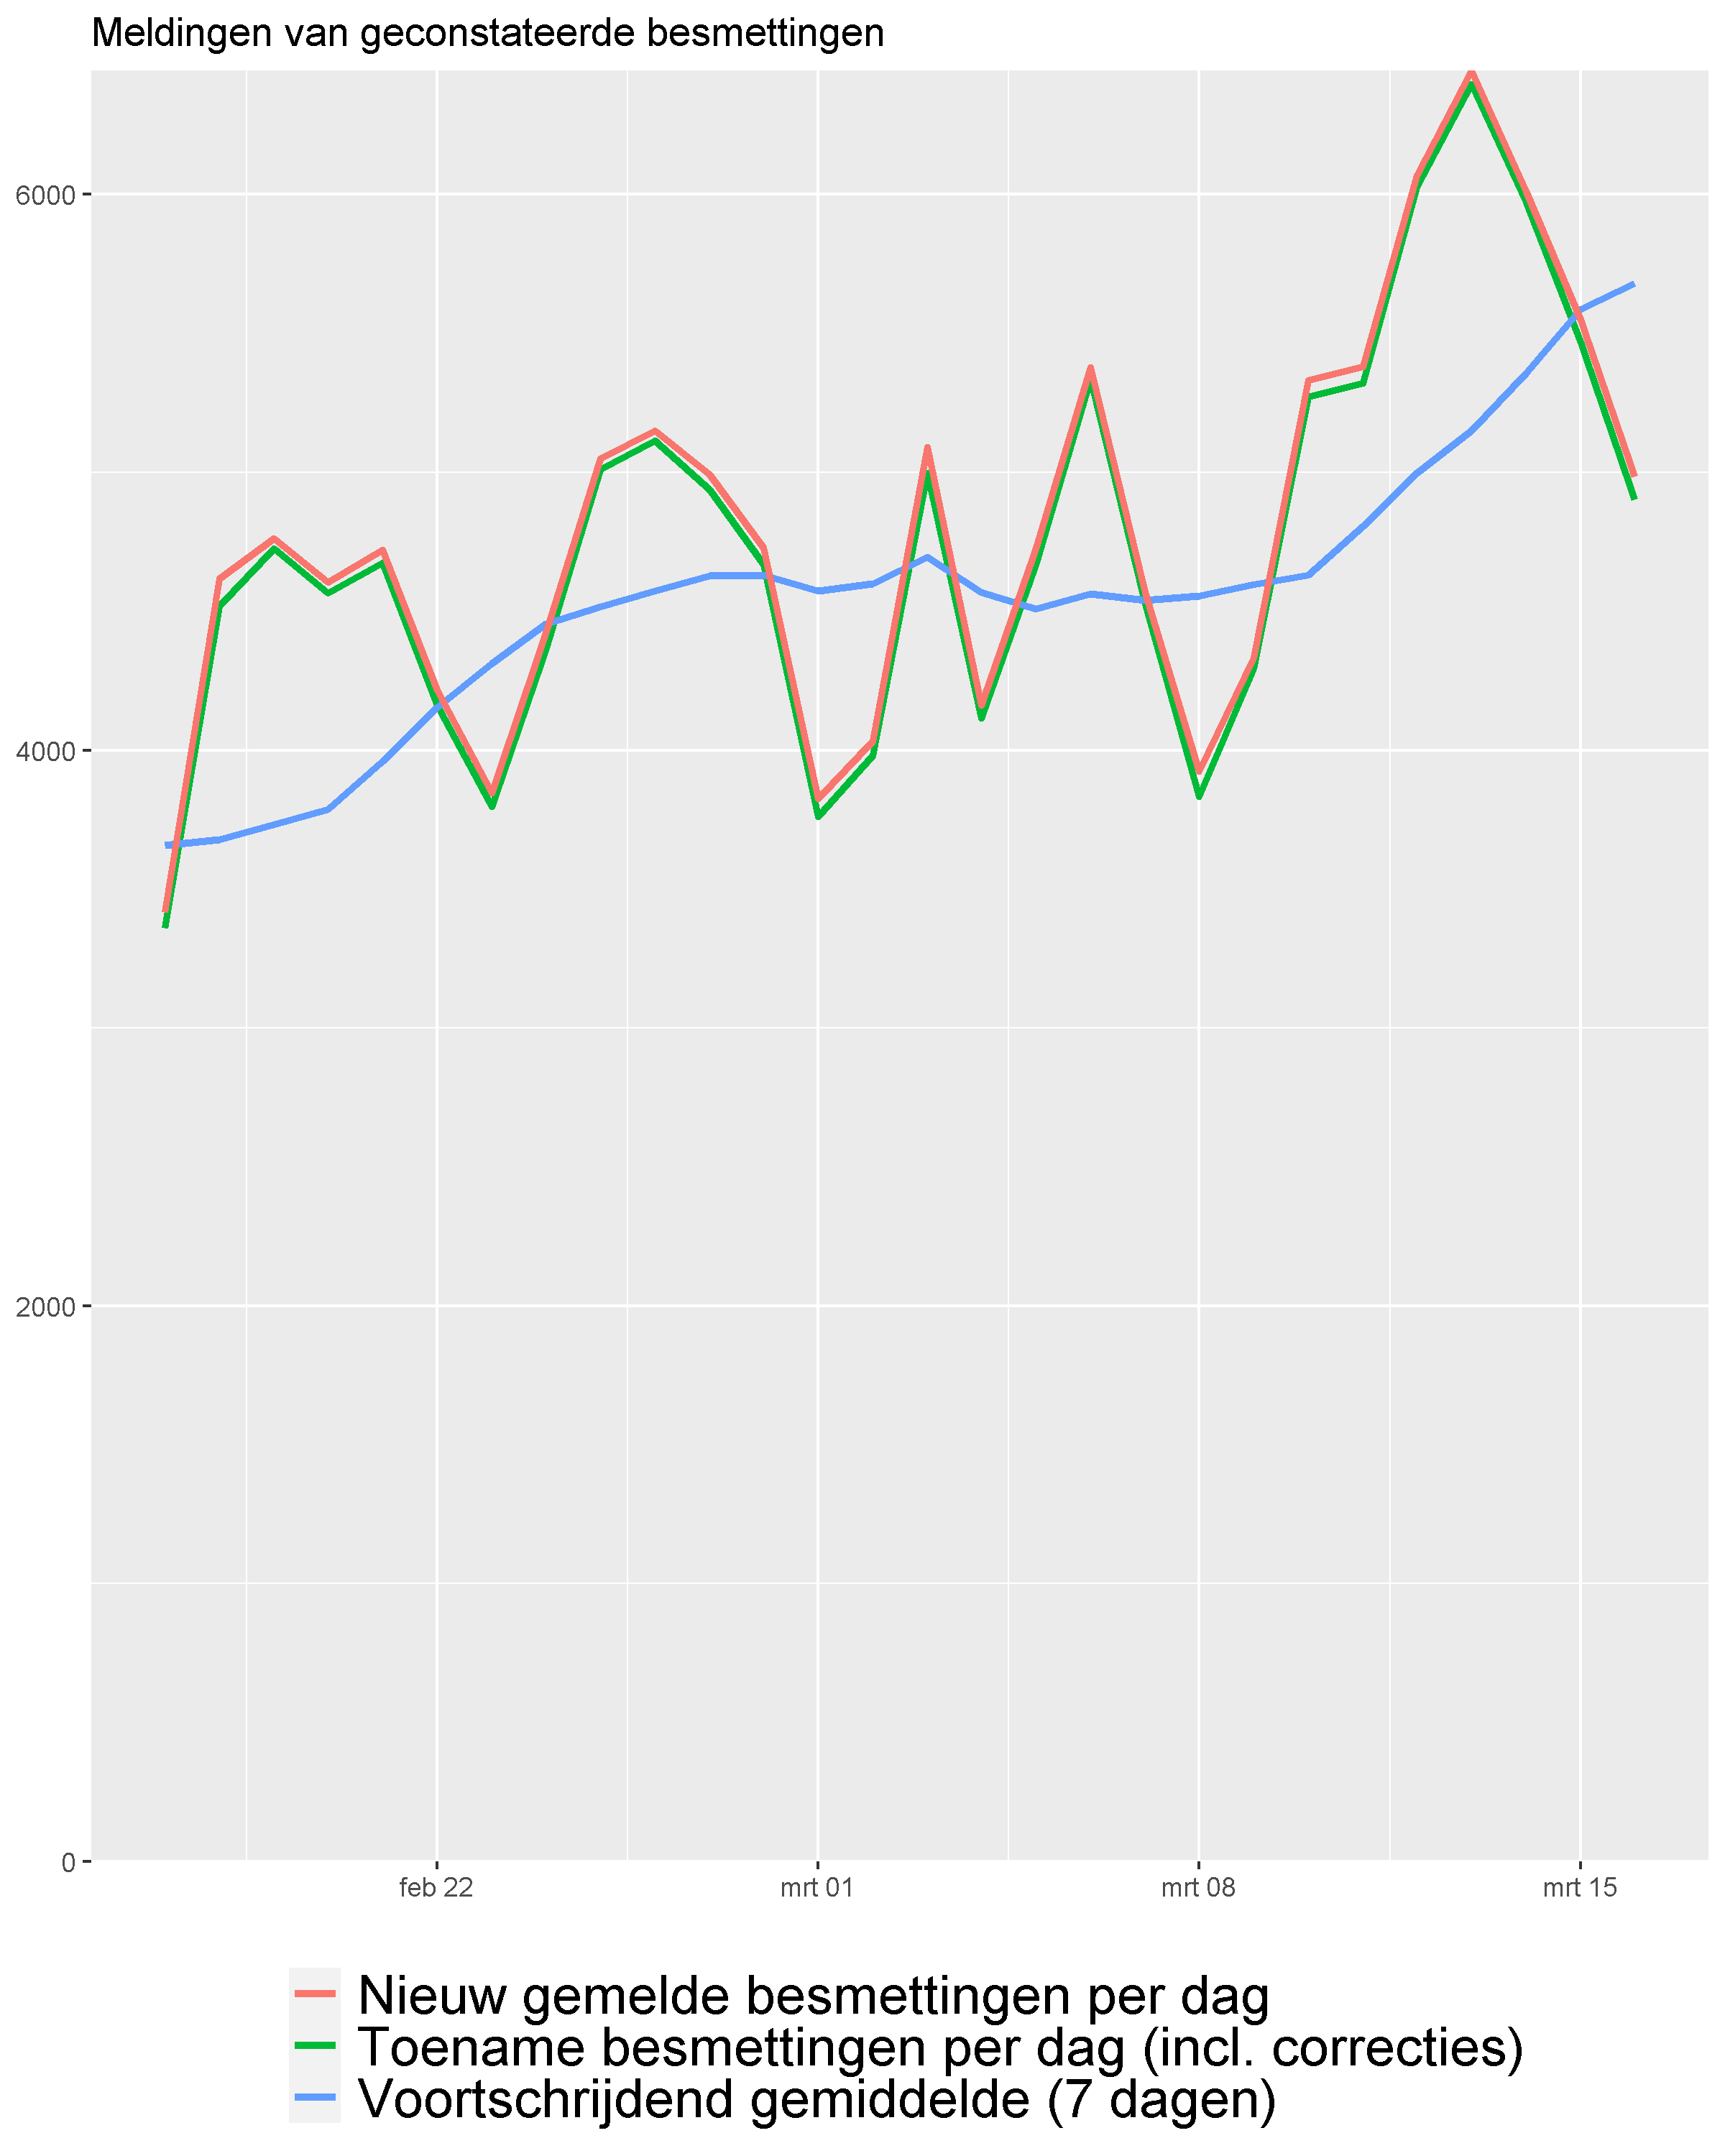 Meldingen van geconstateerde besmettingen
6000
4000
2000
0
feb 22 mrt 01 mrt 08 mrt 15
Nieuw gemelde besmettingen per dag
Toename besmettingen per dag (incl. correcties)
Voortschrijdend gemiddelde (7 dagen)